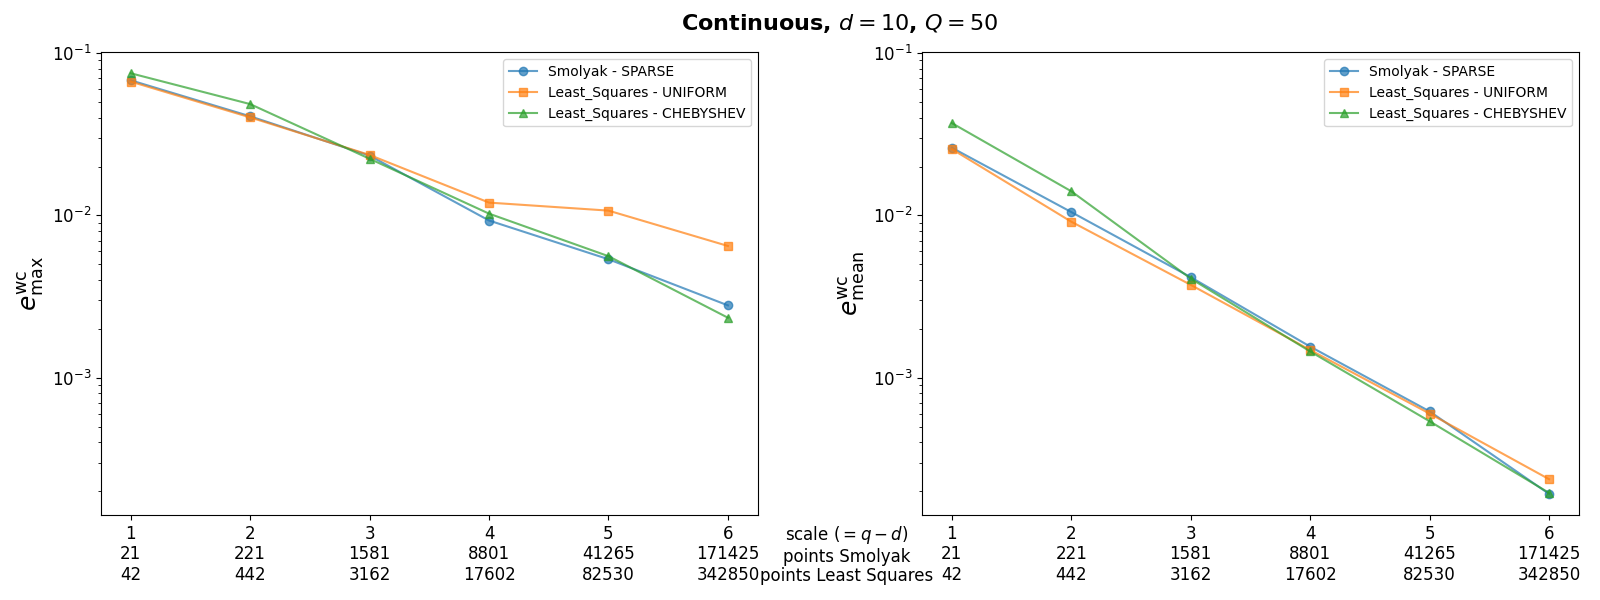 Continuous, d = 10, Q = 50
10⁻¹
10⁻²
10⁻³
e^wc_max
Smolyak - SPARSE
Least_Squares - UNIFORM
Least_Squares - CHEBYSHEV
1 2 3 4 5 6
21 221 1581 8801 41265 171425
42 442 3162 17602 82530 342850
scale (= q − d)
points Smolyak
points Least Squares
10⁻¹
10⁻²
10⁻³
e^wc_mean
Smolyak - SPARSE
Least_Squares - UNIFORM
Least_Squares - CHEBYSHEV
1 2 3 4 5 6
21 221 1581 8801 41265 171425
42 442 3162 17602 82530 342850